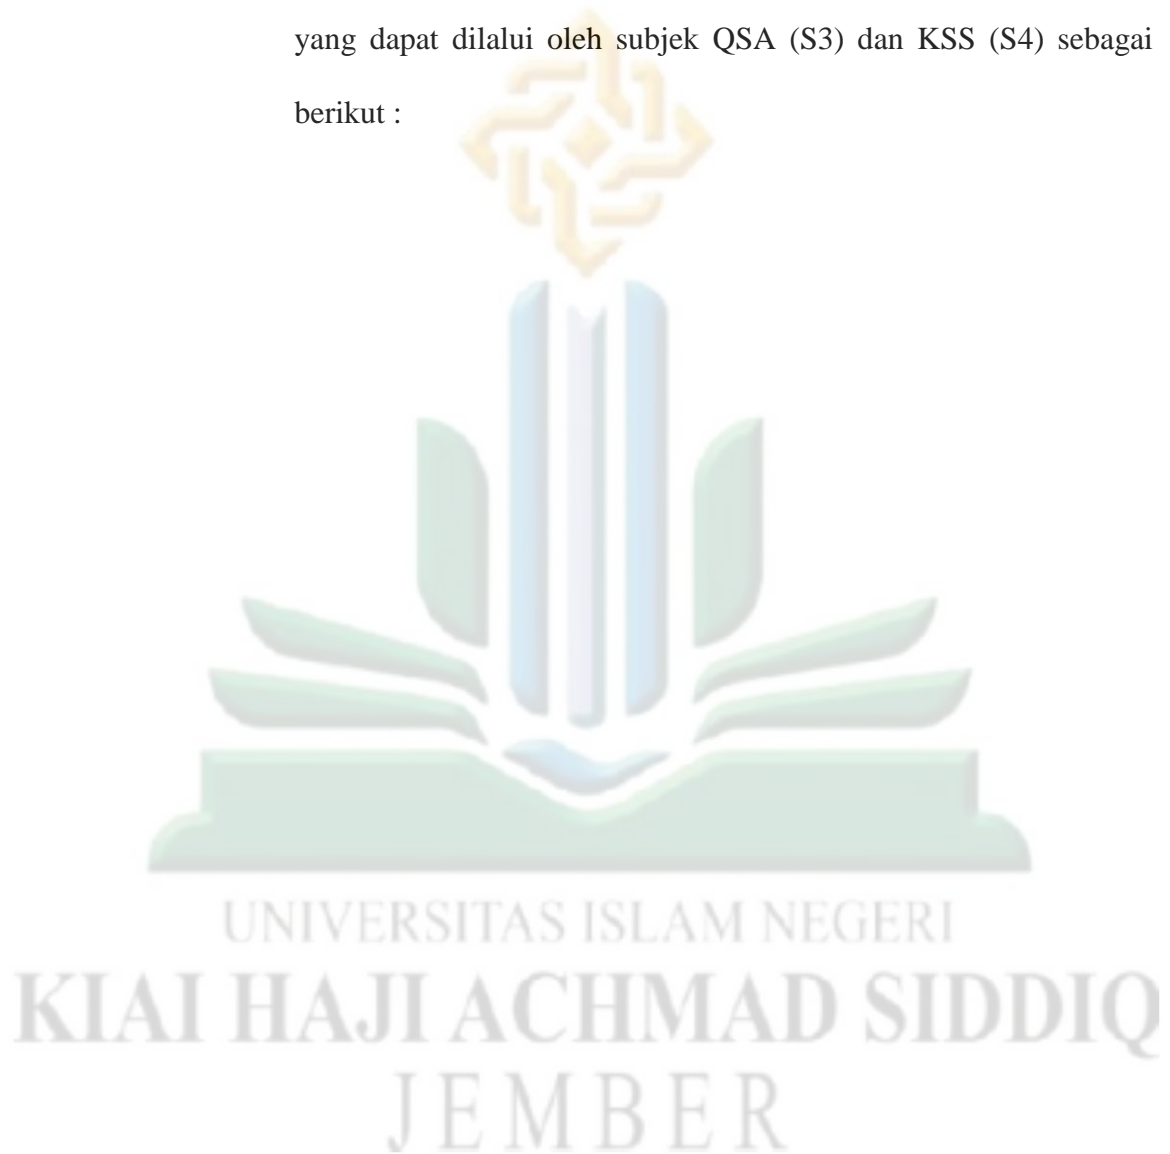 yang dapat dilalui oleh subjek QSA (S3) dan KSS (S4) sebagai
berikut :
UNIVERSITAS ISLAM NEGERI
KIAI HAJI ACHMAD SIDDIQ
JEMBER